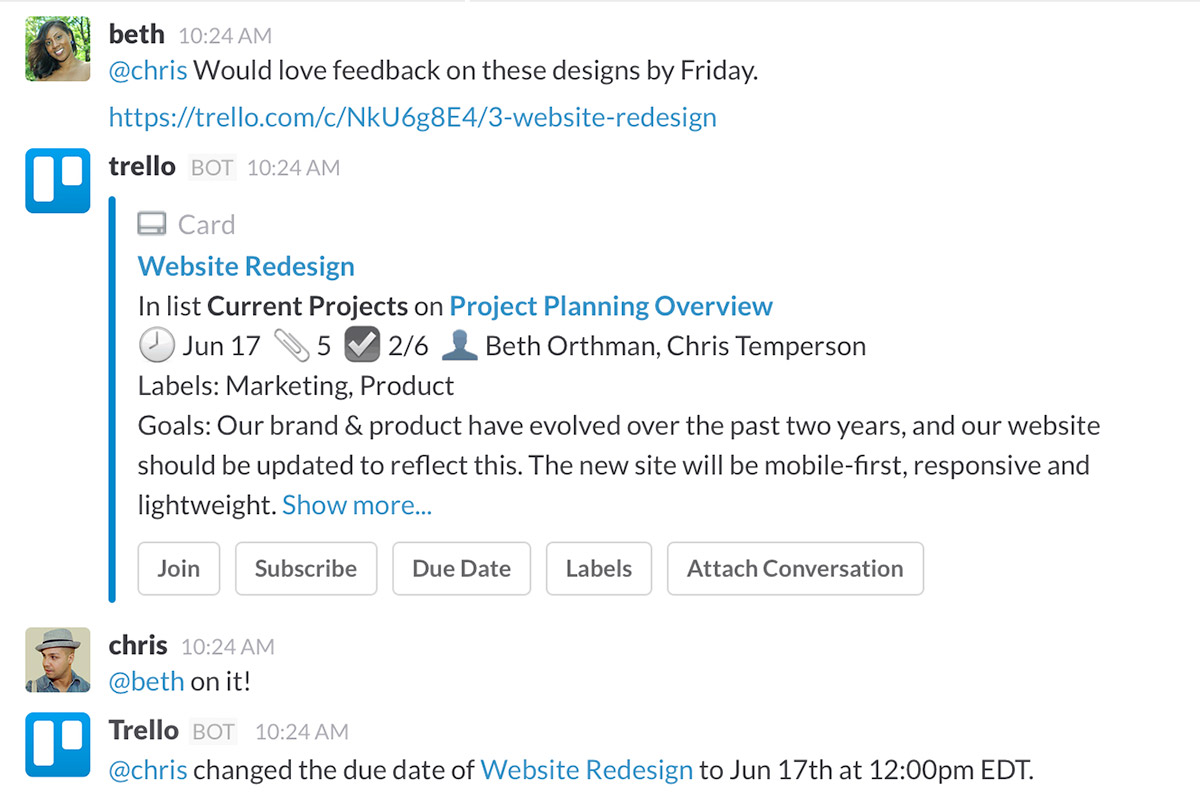 beth 10:24 AM
@chris Would love feedback on these designs by Friday.
https://trello.com/c/NkU6g8E4/3-website-redesign
trello BOT 10:24 AM
Card
Website Redesign
In list Current Projects on Project Planning Overview
Jun 17 5 2/6 Beth Orthman, Chris Temperson
Labels: Marketing, Product
Goals: Our brand & product have evolved over the past two years, and our website
should be updated to reflect this. The new site will be mobile-first, responsive and
lightweight. Show more...
Join Subscribe Due Date Labels Attach Conversation
chris 10:24 AM
@beth on it!
Trello BOT 10:24 AM
@chris changed the due date of Website Redesign to Jun 17th at 12:00pm EDT.